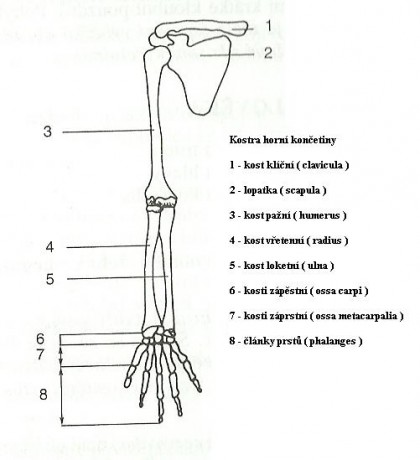 1
2
3
4
5
6
7
8
Kostra horní končetiny
1 - kost klíční ( clavicula )
2 - lopatka ( scapula )
3 - kost pažní ( humerus )
4 - kost vřetenní ( radius )
5 - kost loketní ( ulna )
6 - kosti zápěstní ( ossa carpi )
7 - kosti záprstní ( ossa metacarpalia )
8 - články prstů ( phalanges )